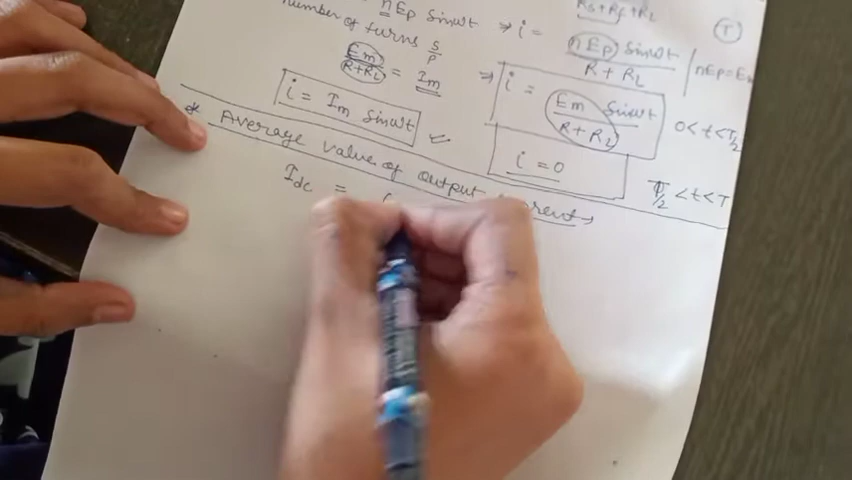 nEp Sinωt ⇒ i =
Rs+Rf+RL
number of turns S/P
nEp Sinωt / R + RL | nEp=Em
Em / R+RL = Im
⇒ i = Em Sinωt / R + RL 0<t<T/2
i = Im Sinωt
i = 0 T/2 <t<T
* Average value of output
Idc =